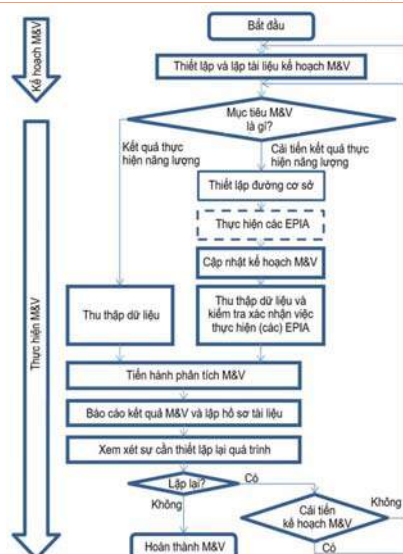 Kế hoạch M&V
Thực hiện M&V
Bắt đầu
Thiết lập và lập tài liệu kế hoạch M&V
Mục tiêu M&V
là gì?
Kết quả thực
hiện năng lượng
Cải tiến kết quả thực
hiện năng lượng
Thiết lập đường cơ sở
Thực hiện các EPIA
Cập nhật kế hoạch M&V
Thu thập dữ liệu
Thu thập dữ liệu và
kiểm tra xác nhận việc
thực hiện (các) EPIA
Tiến hành phân tích M&V
Báo cáo kết quả M&V và lập hồ sơ tài liệu
Xem xét sự cần thiết lập lại quá trình
Lặp lại?
Có
Không
Cải tiến
kế hoạch M&V
Không
Hoàn thành M&V
Có